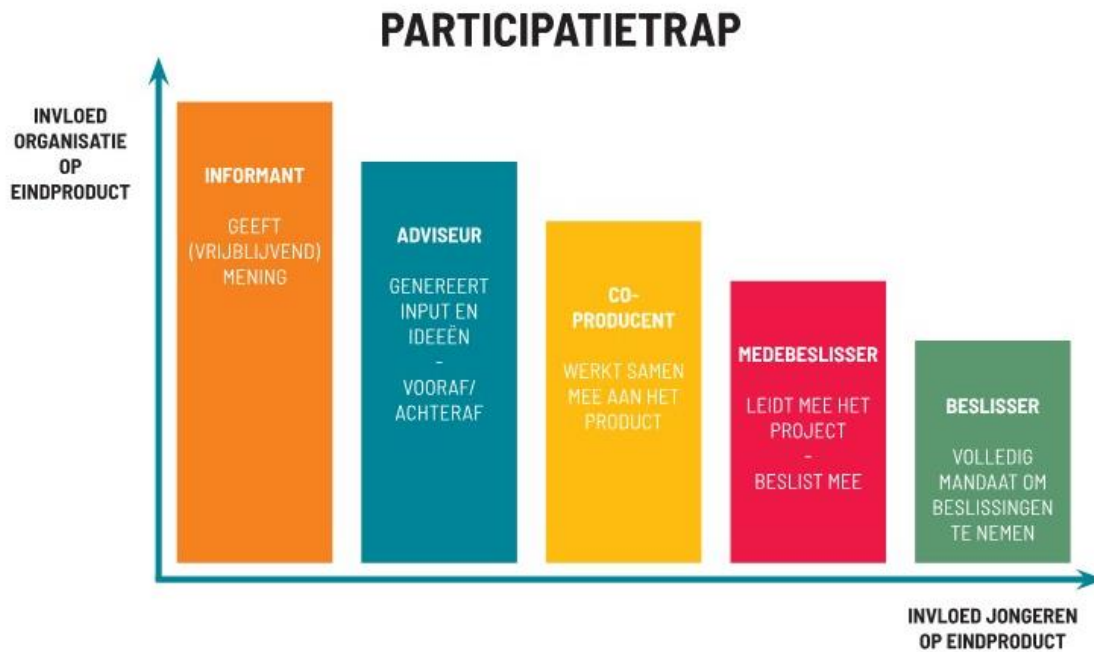 PARTICIPATIETRAP
INVLOED
ORGANISATIE
OP
EINDPRODUCT
INFORMANT
GEEFT
(VRIJBLIJVEND)
MENING
ADVISEUR
GENEREERT
INPUT EN
IDEEËN
-
VOORAF/
ACHTERAF
CO-
PRODUCENT
WERKT SAMEN
MEE AAN HET
PRODUCT
MEDEBESLISSER
LEIDT MEE HET
PROJECT
-
BESLIST MEE
BESLISSER
VOLLEDIG
MANDAAT OM
BESLISSINGEN
TE NEMEN
INVLOED JONGEREN
OP EINDPRODUCT